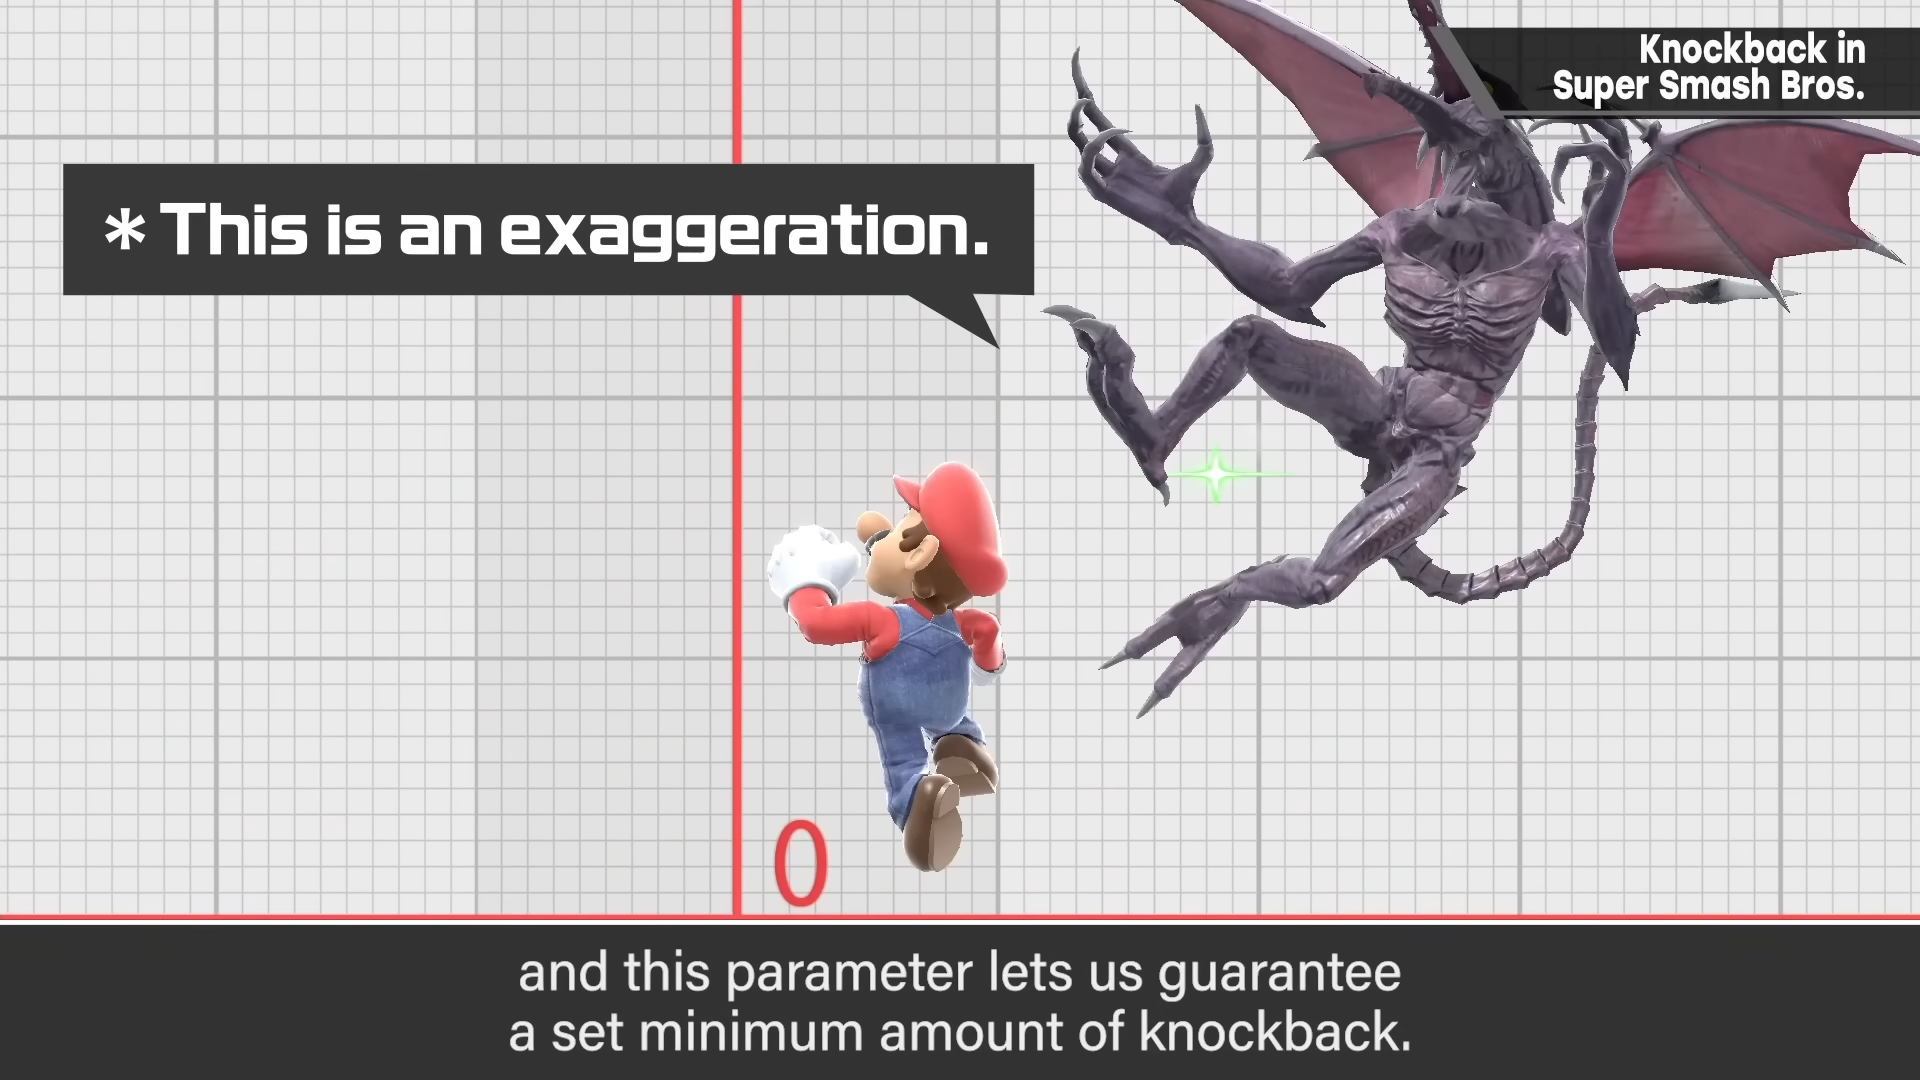 Knockback in
Super Smash Bros.
* This is an exaggeration.
0
and this parameter lets us guarantee
a set minimum amount of knockback.